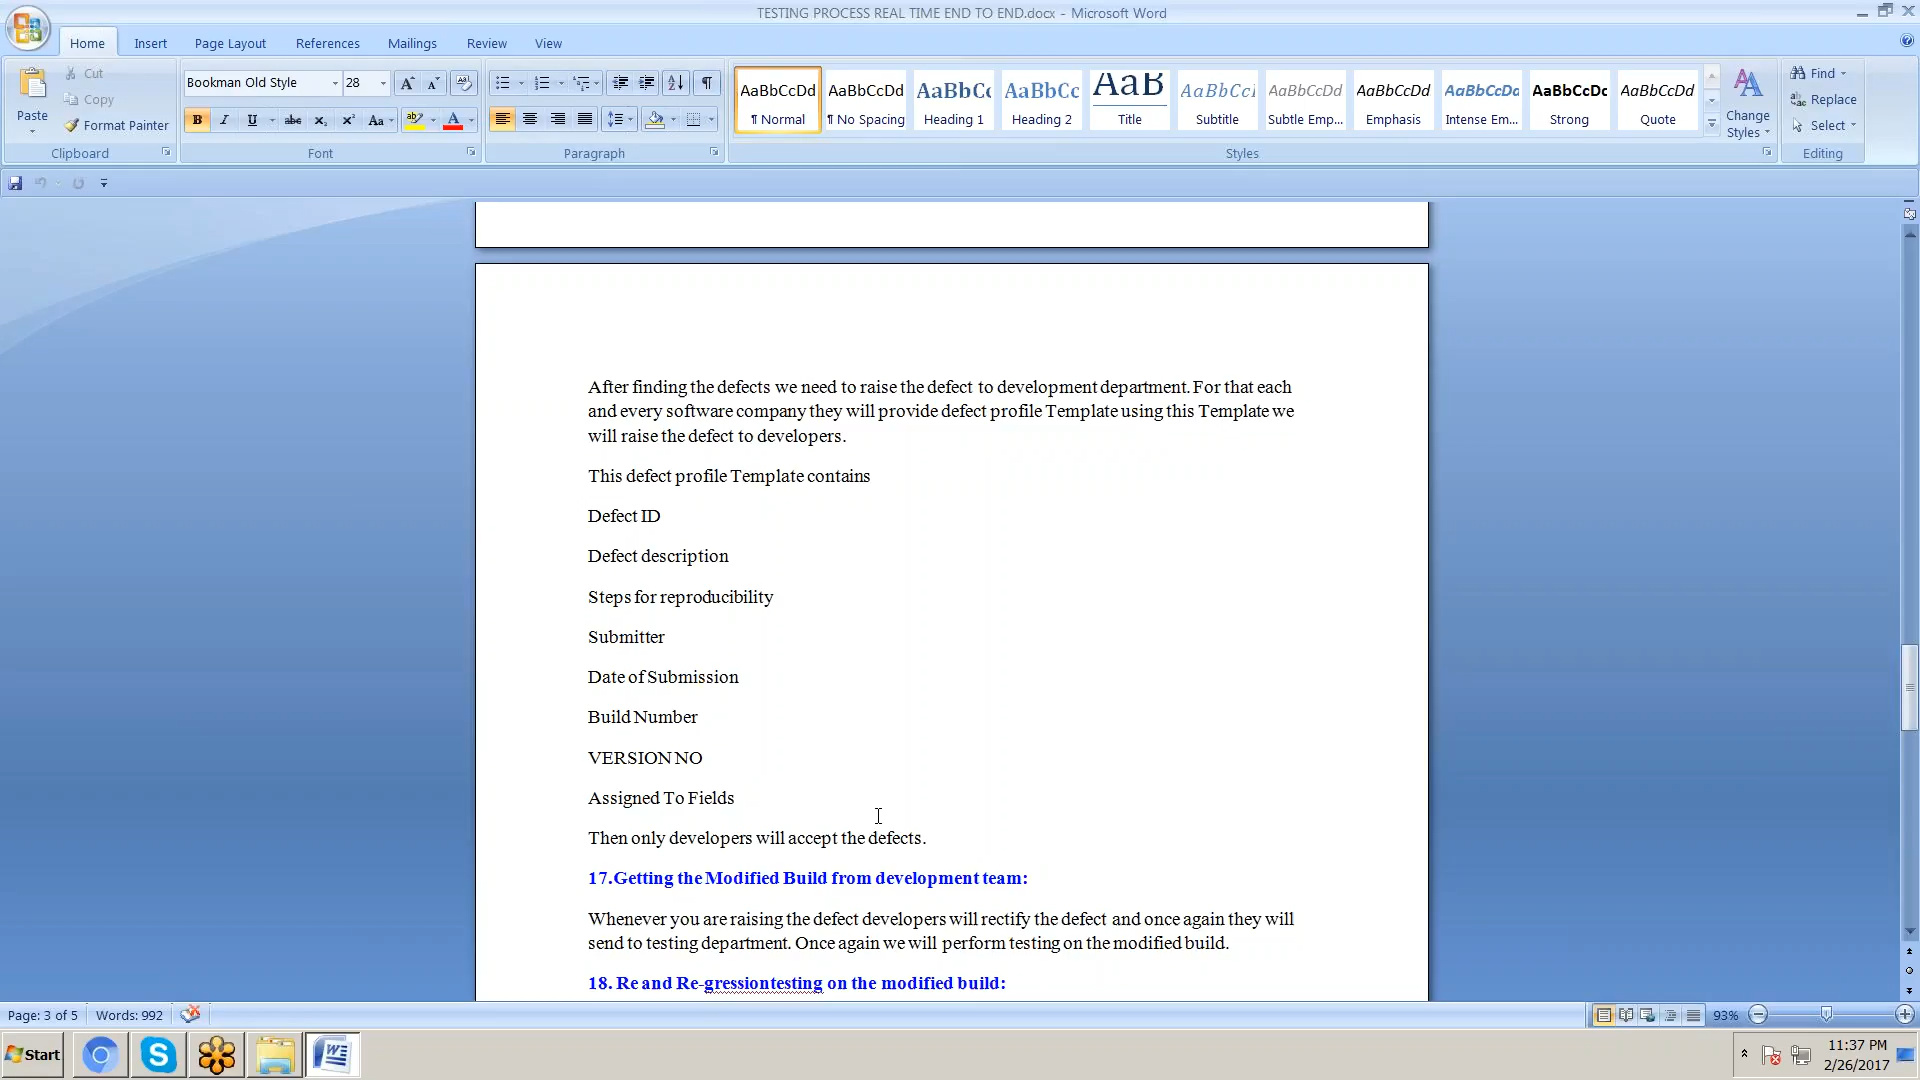 TESTING PROCESS REAL TIME END TO END.docx - Microsoft Word
Home Insert Page Layout References Mailings Review View
Cut
Copy
Format Painter
Paste
Clipboard
Bookman Old Style 28
B I U abc x₂ x² Aa
Font
Paragraph
AaBbCcDd AaBbCcDd AaBbCc AaBbCc AaB AaBbCcl AaBbCcDd AaBbCcDd AaBbCcDd AaBbCcDc AaBbCcDd
¶ Normal ¶ No Spacing Heading 1 Heading 2 Title Subtitle Subtle Emp... Emphasis Intense Em... Strong Quote
Styles
Change
Styles
Find
Replace
Select
Editing
After finding the defects we need to raise the defect to development department. For that each
and every software company they will provide defect profile Template using this Template we
will raise the defect to developers.
This defect profile Template contains
Defect ID
Defect description
Steps for reproducibility
Submitter
Date of Submission
Build Number
VERSION NO
Assigned To Fields
Then only developers will accept the defects.
17.Getting the Modified Build from development team:
Whenever you are raising the defect developers will rectify the defect and once again they will
send to testing department. Once again we will perform testing on the modified build.
18. Re and Re-gressiontesting on the modified build:
Page: 3 of 5 Words: 992
93%
Start
11:37 PM
2/26/2017